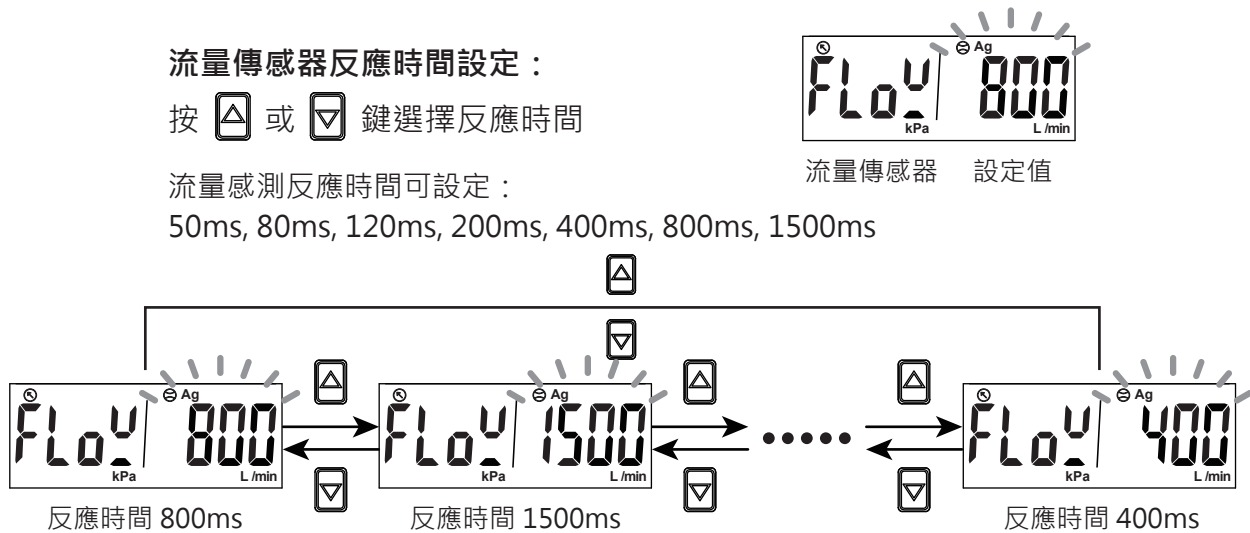 流量傳感器反應時間設定：
按 或 鍵選擇反應時間
Ag
FLoW 800
kPa L /min
流量傳感器 設定值
流量感測反應時間可設定：
50ms, 80ms, 120ms, 200ms, 400ms, 800ms, 1500ms
Ag Ag Ag
FLoW 800 FLoW 1500 FLoW 400
kPa L /min kPa L /min kPa L /min
反應時間 800ms 反應時間 1500ms 反應時間 400ms